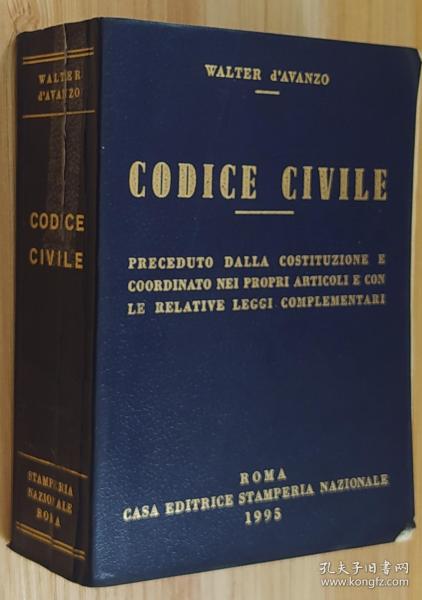 WALTER
d'AVANZO
CODICE
CIVILE
STAMPERIA
NAZIONALE
ROMA
WALTER d'AVANZO
CODICE CIVILE
PRECEDUTO DALLA COSTITUZIONE E
COORDINATO NEI PROPRI ARTICOLI E CON
LE RELATIVE LEGGI COMPLEMENTARI
ROMA
CASA EDITRICE STAMPERIA NAZIONALE
1995
孔夫子旧书网
www.kongfz.com